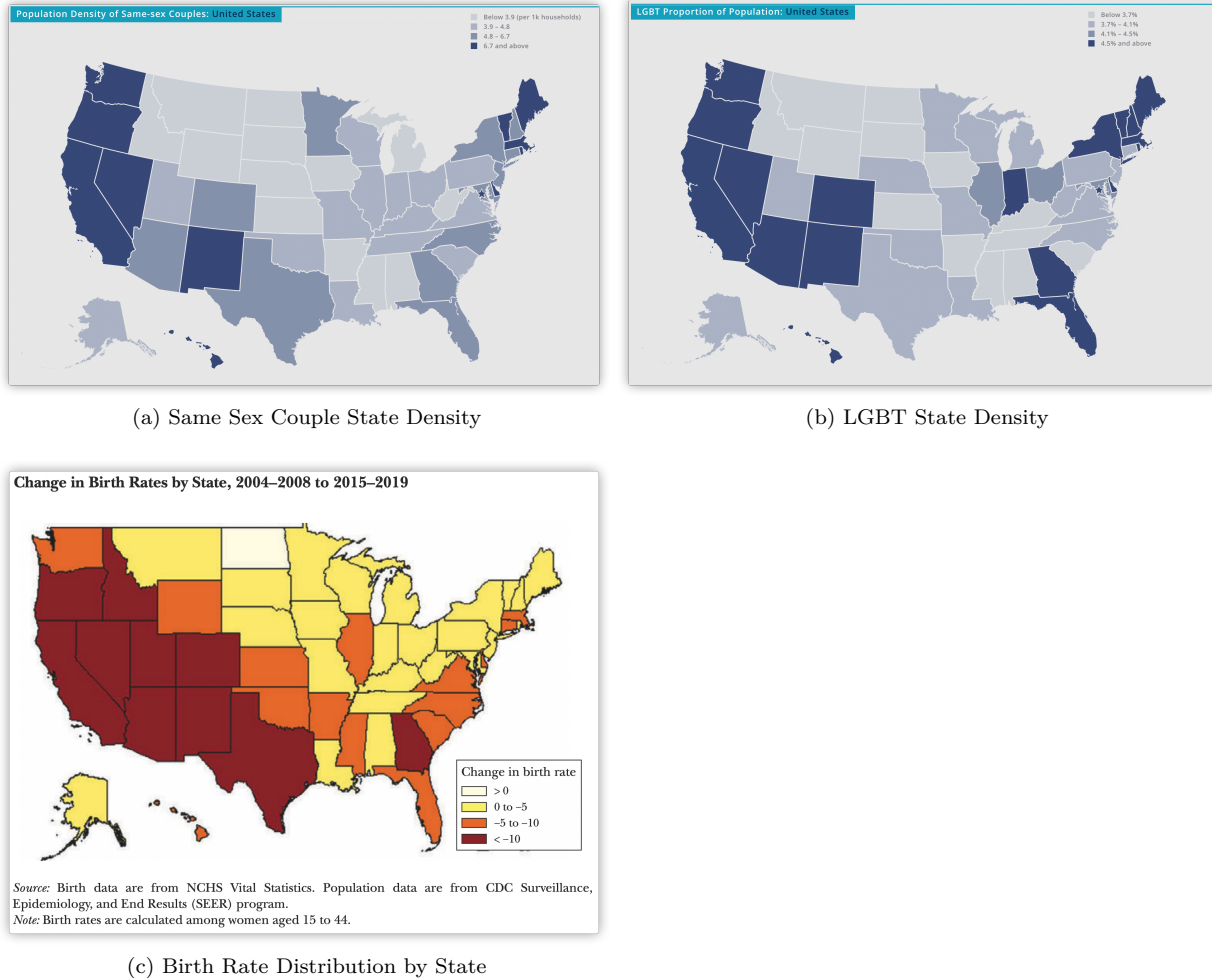 Population Density of Same-sex Couples: United States
Below 3.9 (per 1k households)
3.9 – 4.8
4.8 – 6.7
6.7 and above
(a) Same Sex Couple State Density
LGBT Proportion of Population: United States
Below 3.7%
3.7% – 4.1%
4.1% – 4.5%
4.5% and above
(b) LGBT State Density
Change in Birth Rates by State, 2004–2008 to 2015–2019
Change in birth rate
> 0
0 to –5
–5 to –10
< –10
Source: Birth data are from NCHS Vital Statistics. Population data are from CDC Surveillance,
Epidemiology, and End Results (SEER) program.
Note: Birth rates are calculated among women aged 15 to 44.
(c) Birth Rate Distribution by State